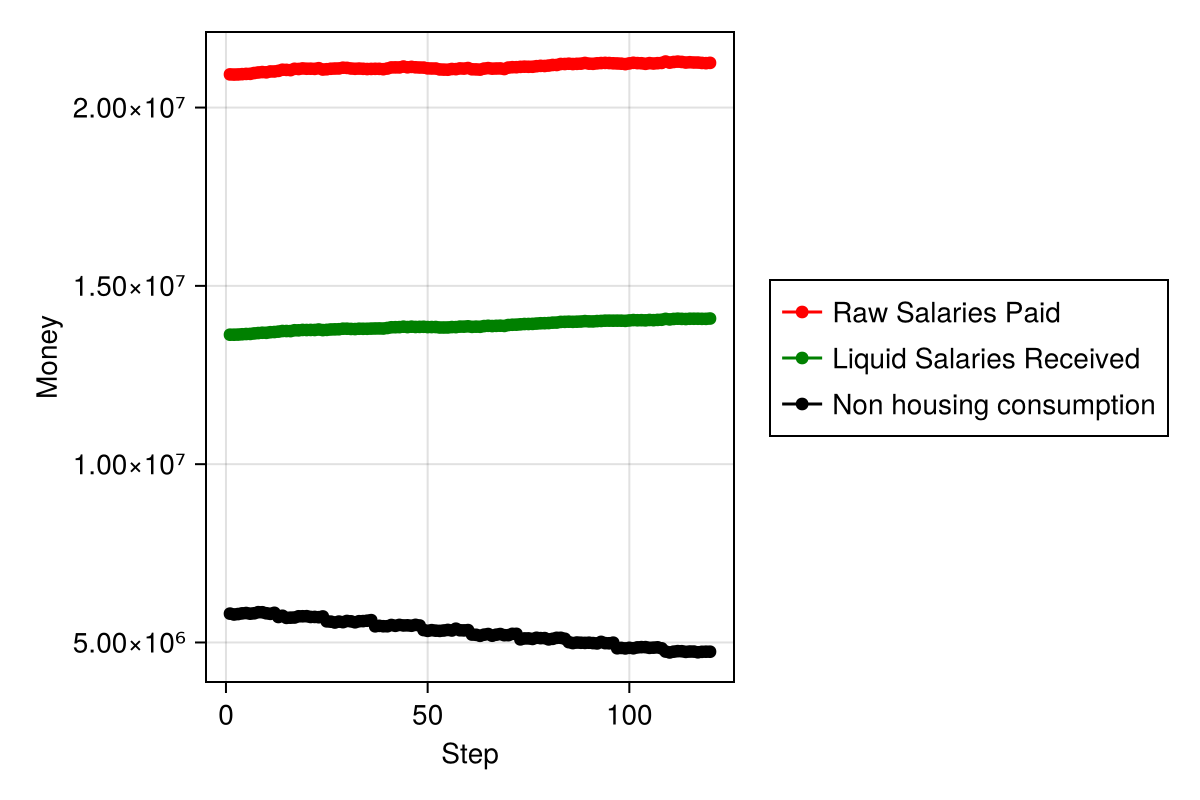 Money
2.00×10⁷
1.50×10⁷
1.00×10⁷
5.00×10⁶
0 50 100
Step
Raw Salaries Paid
Liquid Salaries Received
Non housing consumption